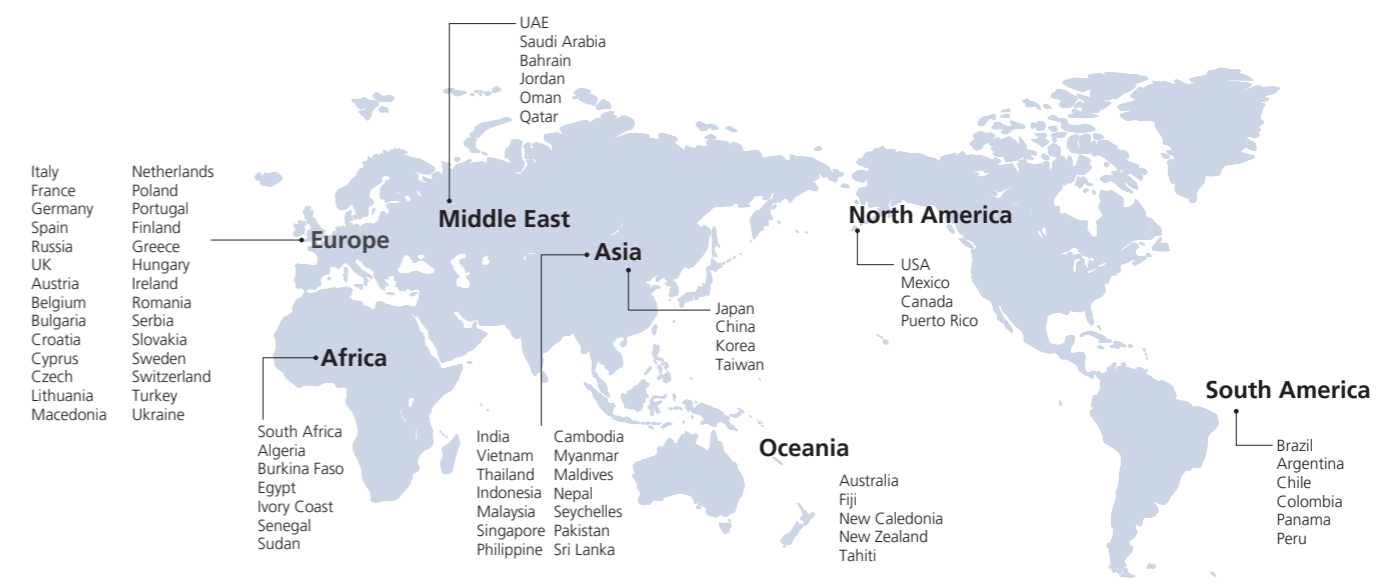 UAE
Saudi Arabia
Bahrain
Jordan
Oman
Qatar
Middle East
Italy
France
Germany
Spain
Russia
UK
Austria
Belgium
Bulgaria
Croatia
Cyprus
Czech
Lithuania
Macedonia
Netherlands
Poland
Portugal
Finland
Greece
Hungary
Ireland
Romania
Serbia
Slovakia
Sweden
Switzerland
Turkey
Ukraine
Europe
Asia
Japan
China
Korea
Taiwan
India
Vietnam
Thailand
Indonesia
Malaysia
Singapore
Philippine
Cambodia
Myanmar
Maldives
Nepal
Seychelles
Pakistan
Sri Lanka
North America
USA
Mexico
Canada
Puerto Rico
Africa
South Africa
Algeria
Burkina Faso
Egypt
Ivory Coast
Senegal
Sudan
Oceania
Australia
Fiji
New Caledonia
New Zealand
Tahiti
South America
Brazil
Argentina
Chile
Colombia
Panama
Peru